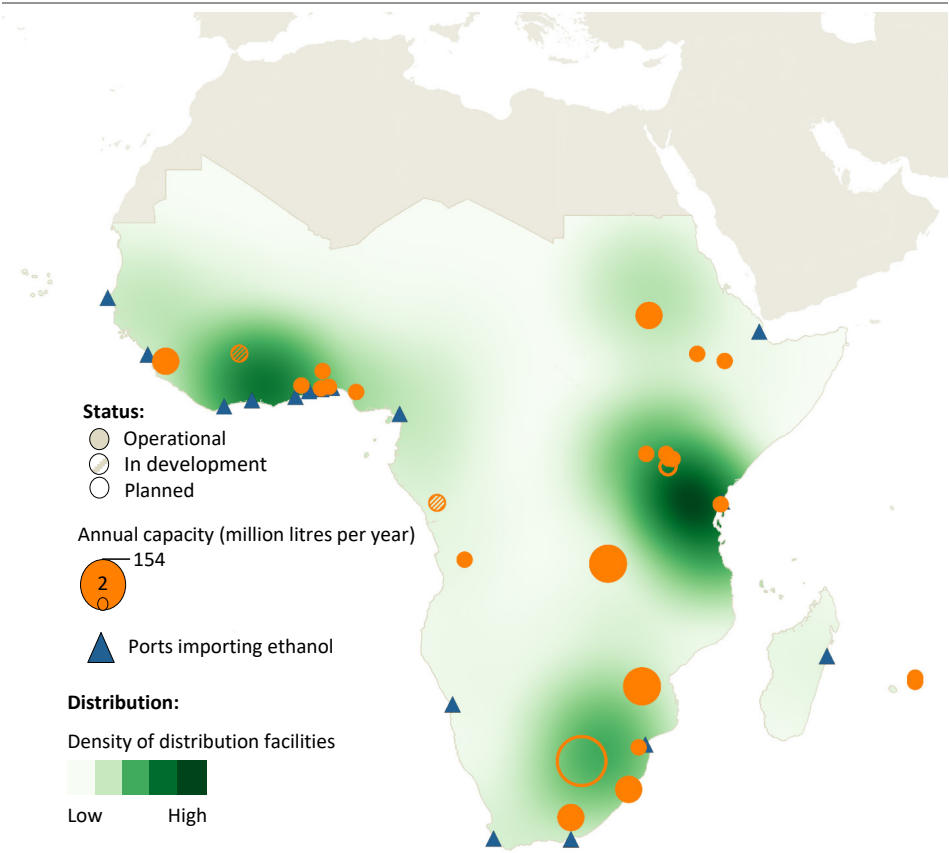 Status:
Operational
In development
Planned
Annual capacity (million litres per year)
154
2
Ports importing ethanol
Distribution:
Density of distribution facilities
Low High